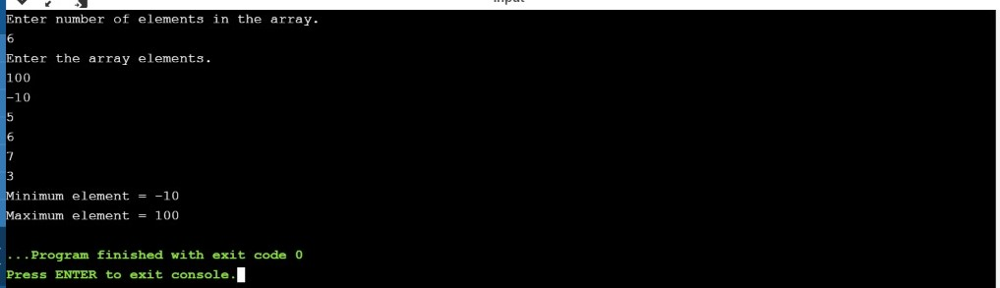 Input
Enter number of elements in the array.
6
Enter the array elements.
100
-10
5
6
7
3
Minimum element = -10
Maximum element = 100
...Program finished with exit code 0
Press ENTER to exit console.